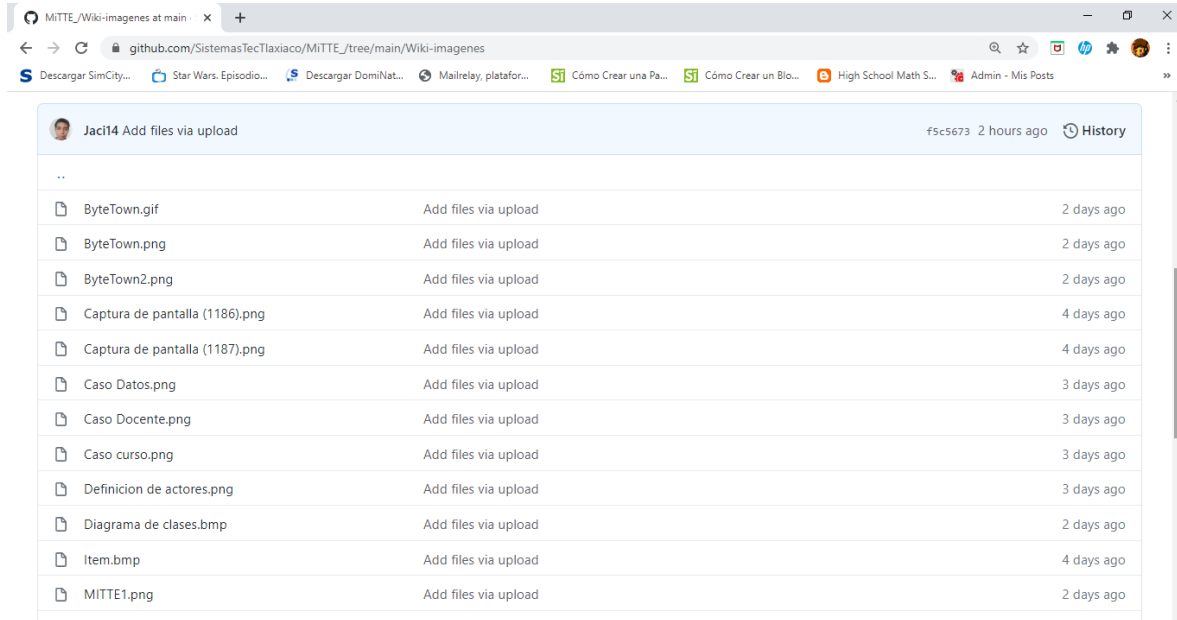 MiTTE_/Wiki-imagenes at main
github.com/SistemasTecTlaxiaco/MiTTE_/tree/main/Wiki-imagenes
Descargar SimCity... Star Wars. Episodio... Descargar DomiNat... Mailrelay, platafor... Cómo Crear una Pa... Cómo Crear un Blo... High School Math S... Admin - Mis Posts »
Jaci14 Add files via upload f5c5673 2 hours ago History
..
ByteTown.gif Add files via upload 2 days ago
ByteTown.png Add files via upload 2 days ago
ByteTown2.png Add files via upload 2 days ago
Captura de pantalla (1186).png Add files via upload 4 days ago
Captura de pantalla (1187).png Add files via upload 4 days ago
Caso Datos.png Add files via upload 3 days ago
Caso Docente.png Add files via upload 3 days ago
Caso curso.png Add files via upload 3 days ago
Definicion de actores.png Add files via upload 3 days ago
Diagrama de clases.bmp Add files via upload 2 days ago
Item.bmp Add files via upload 4 days ago
MITTE1.png Add files via upload 2 days ago